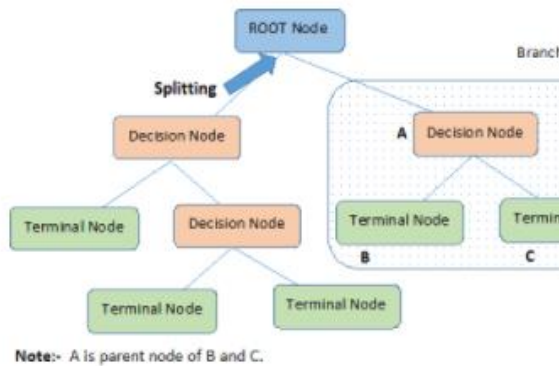 ROOT Node
Branch
Splitting
Decision Node
A Decision Node
Terminal Node
Decision Node
Terminal Node
B
C
Terminal Node
Terminal Node
Note:- A is parent node of B and C.